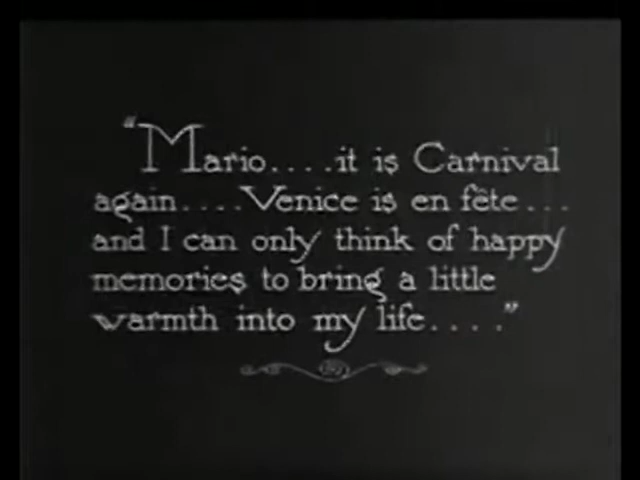 "Mario....it is Carnival
again....Venice is en fête...
and I can only think of happy
memories to bring a little
warmth into my life...."